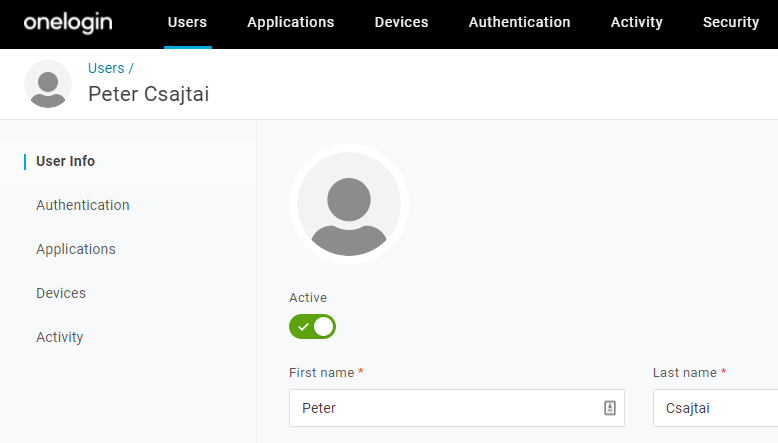 onelogin Users Applications Devices Authentication Activity Security
Users /
Peter Csajtai
User Info
Authentication
Applications
Devices
Activity
Active
First name * Last name *
Peter Csajtai